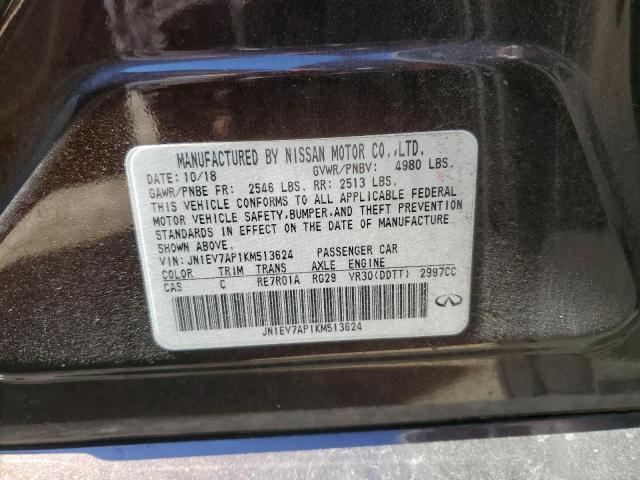 MANUFACTURED BY NISSAN MOTOR CO.,LTD.
DATE: 10/18 GVWR/PNBV: 4980 LBS.
GAWR/PNBE FR: 2546 LBS. RR: 2513 LBS.
THIS VEHICLE CONFORMS TO ALL APPLICABLE FEDERAL
MOTOR VEHICLE SAFETY,BUMPER,AND THEFT PREVENTION
STANDARDS IN EFFECT ON THE DATE OF MANUFACTURE
SHOWN ABOVE.
VIN: JN1EV7AP1KM513624 PASSENGER CAR
COLOR TRIM TRANS AXLE ENGINE
CAS C RE7R01A RG29 VR30(DDTT) 2997CC
JN1EV7AP1KM513624